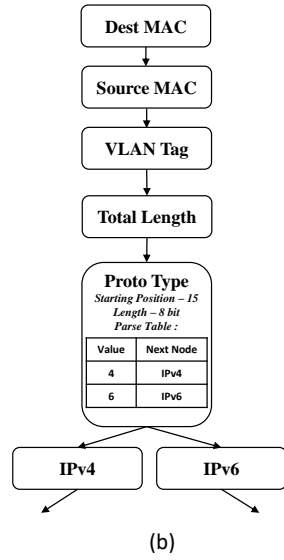 Dest MAC
Source MAC
VLAN Tag
Total Length
Proto Type
Starting Position – 15
Length – 8 bit
Parse Table :
Value Next Node
4 IPv4
6 IPv6
IPv4 IPv6
(b)